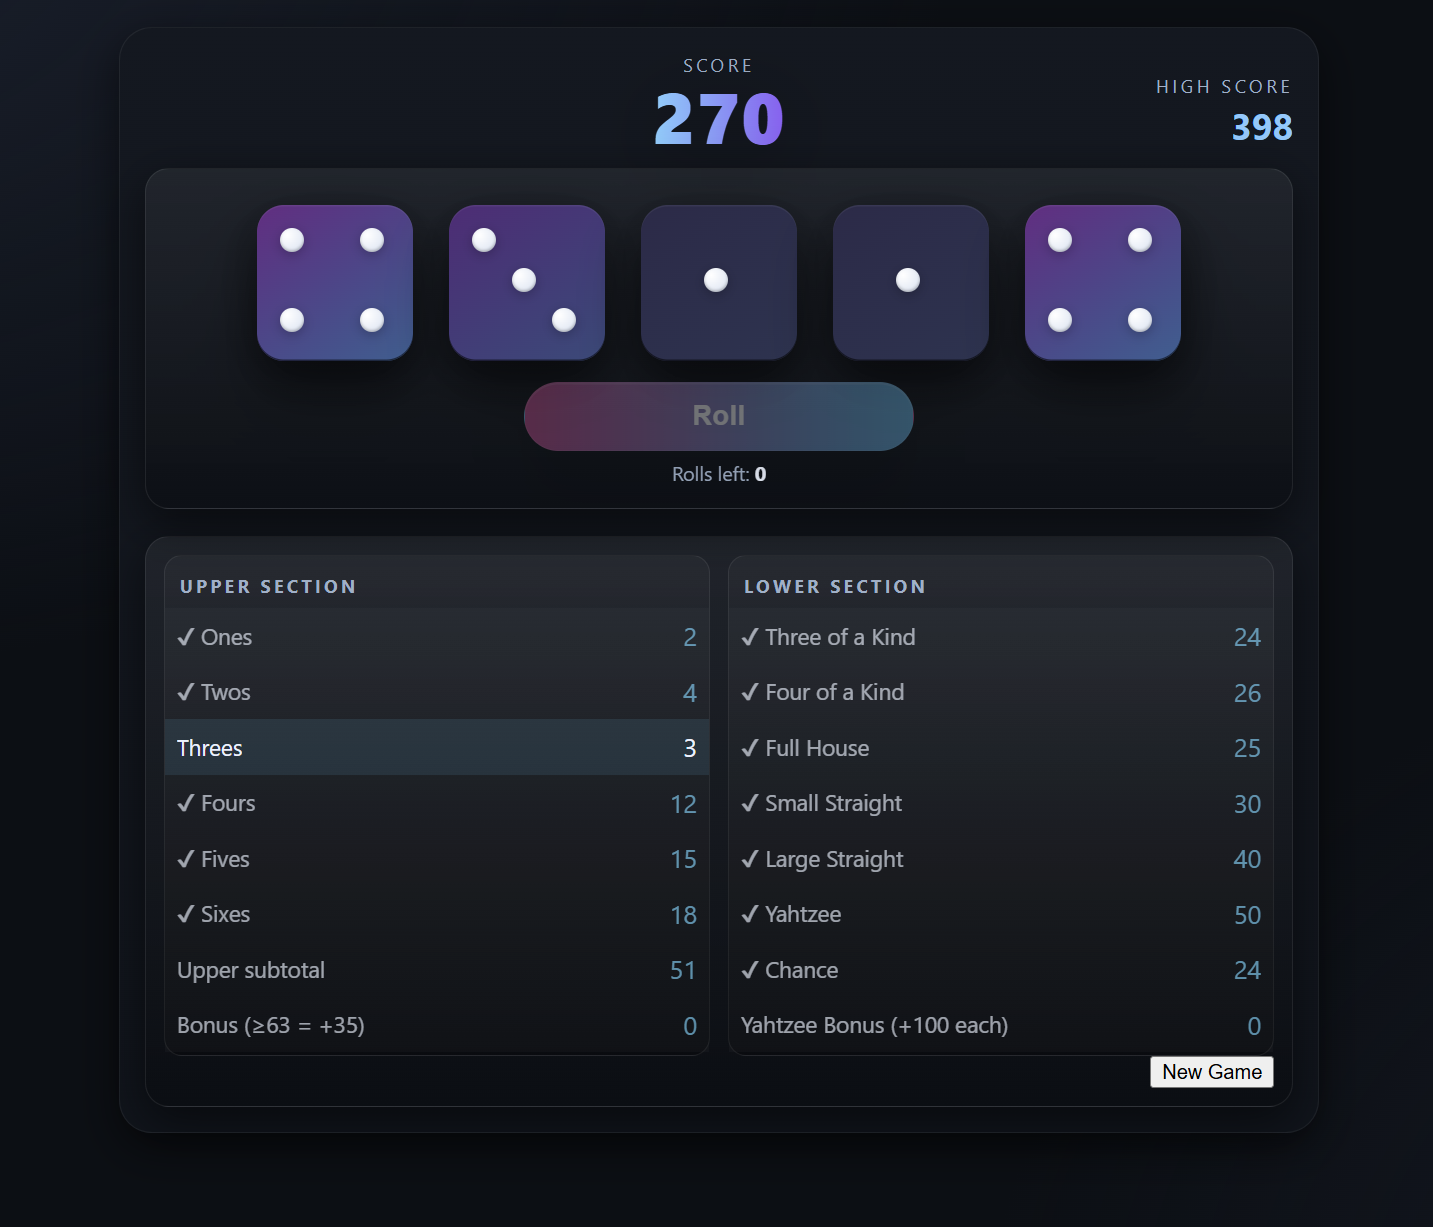 SCORE
270
HIGH SCORE
398
Roll
Rolls left: 0
UPPER SECTION
✓ Ones 2
✓ Twos 4
Threes 3
✓ Fours 12
✓ Fives 15
✓ Sixes 18
Upper subtotal 51
Bonus (≥63 = +35) 0
LOWER SECTION
✓ Three of a Kind 24
✓ Four of a Kind 26
✓ Full House 25
✓ Small Straight 30
✓ Large Straight 40
✓ Yahtzee 50
✓ Chance 24
Yahtzee Bonus (+100 each) 0
New Game